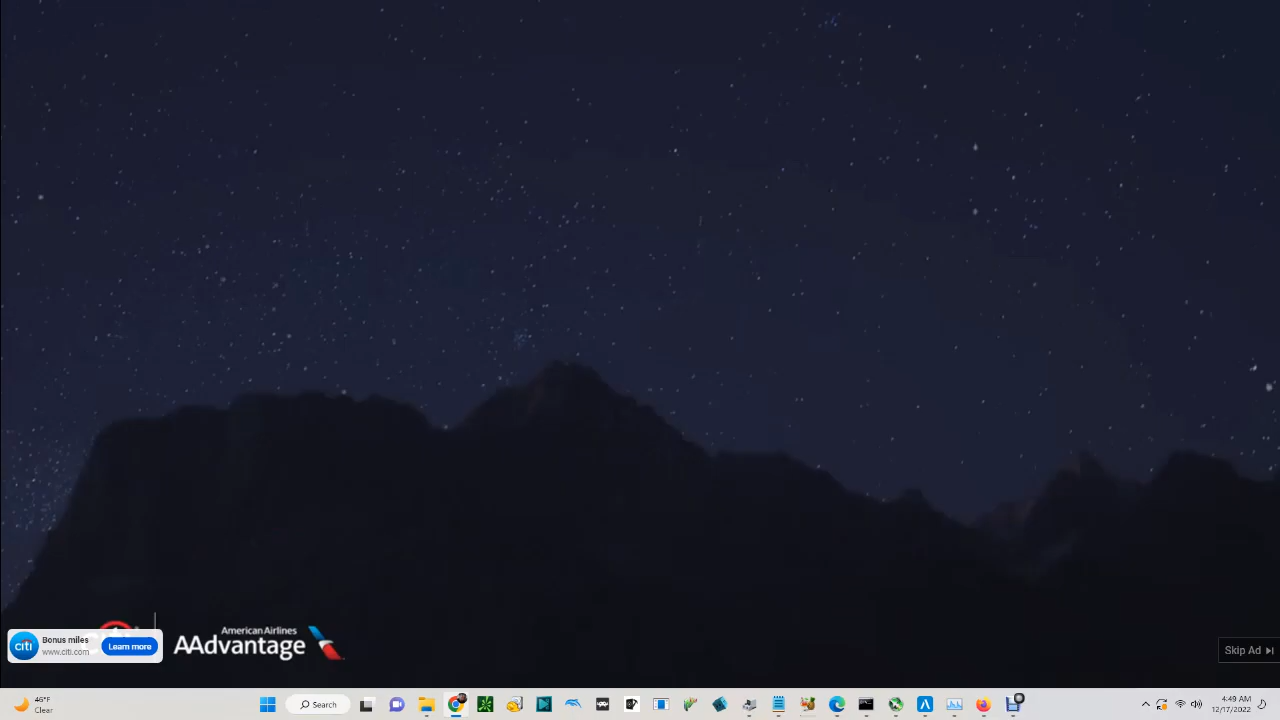 American Airlines
AAdvantage
citi
Bonus miles
www.citi.com
Learn more
Skip Ad
46°F
Clear
Search
4:49 AM
12/17/2022